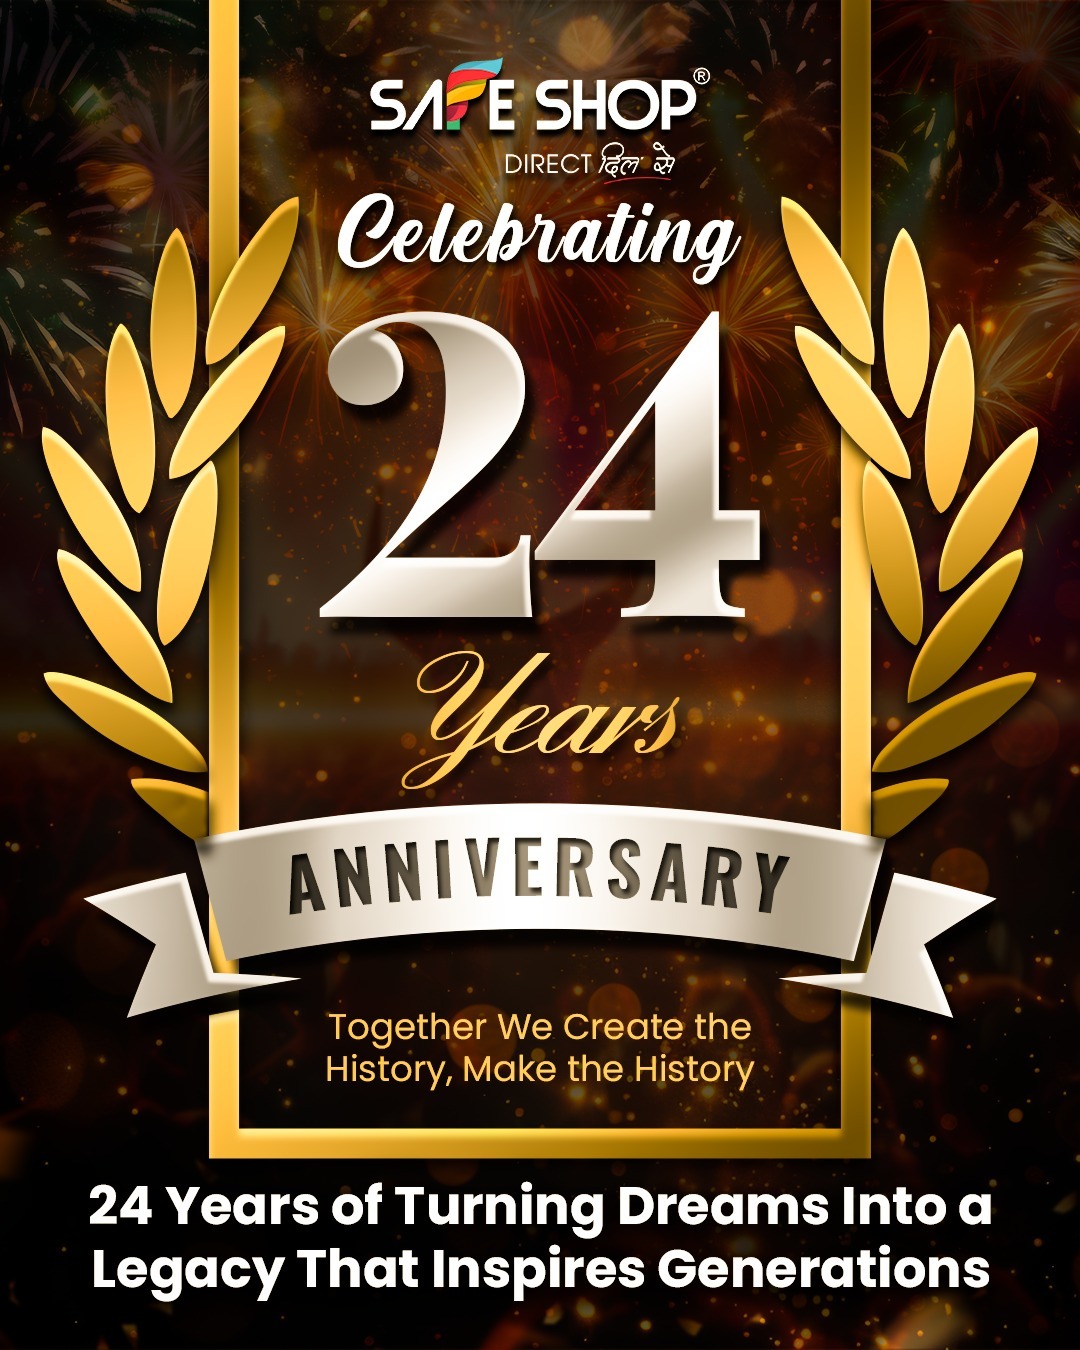 SAFE SHOP®
DIRECT दिल से
Celebrating
24
Years
ANNIVERSARY
Together We Create the
History, Make the History
24 Years of Turning Dreams Into a
Legacy That Inspires Generations